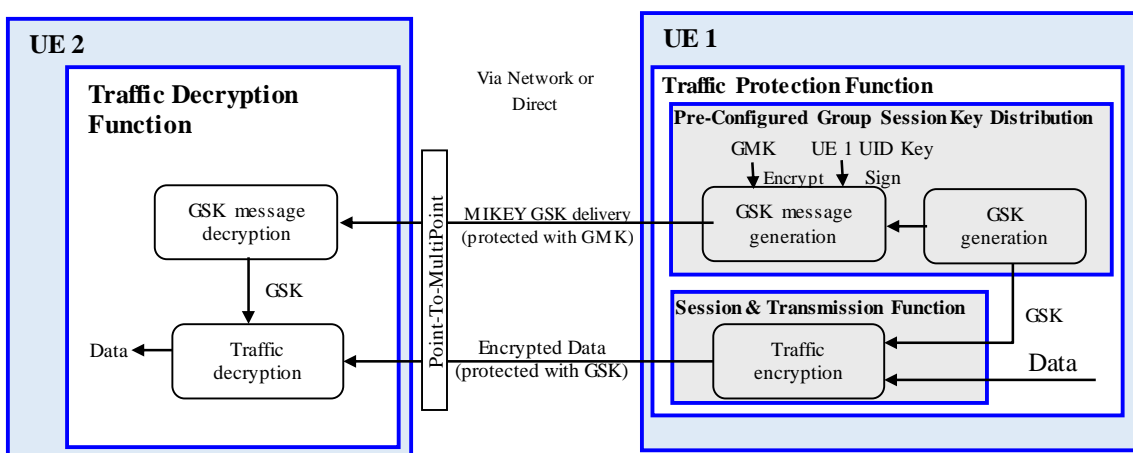 UE 2
Traffic Decryption
Function
GSK message
decryption
GSK
Traffic
decryption
Data
Via Network or
Direct
Point-To-MultiPoint
MIKEY GSK delivery
(protected with GMK)
Encrypted Data
(protected with GSK)
UE 1
Traffic Protection Function
Pre-Configured Group Session Key Distribution
GMK UE 1 UID Key
Encrypt Sign
GSK message
generation
GSK
generation
Session & Transmission Function
GSK
Traffic
encryption
Data